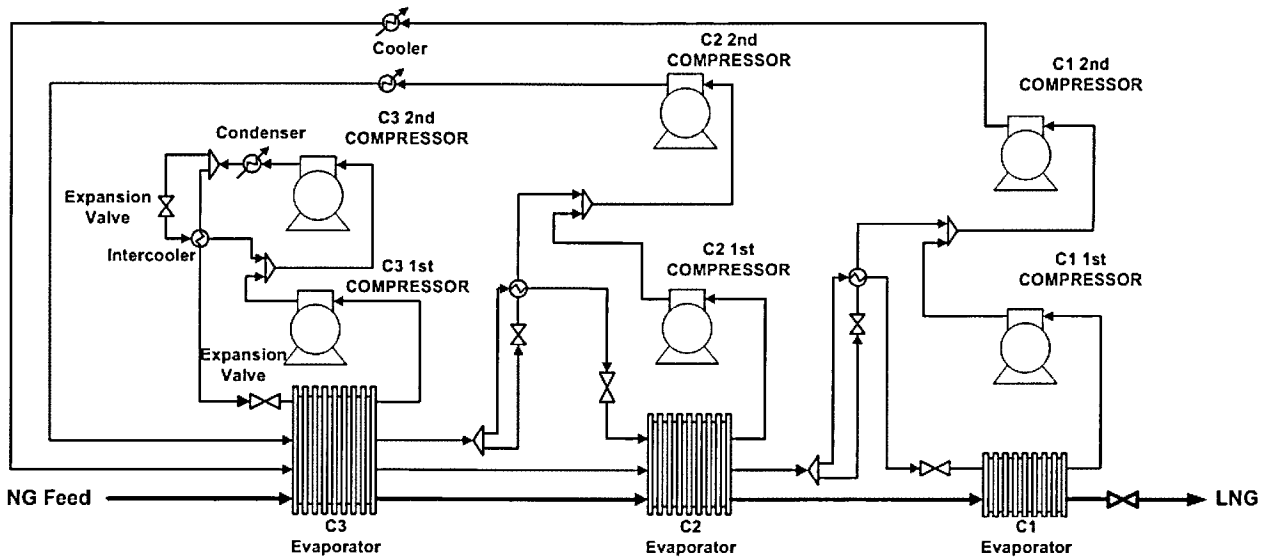 Cooler
C2 2nd
COMPRESSOR
C1 2nd
COMPRESSOR
C3 2nd
COMPRESSOR
Condenser
Expansion
Valve
Intercooler
C3 1st
COMPRESSOR
C2 1st
COMPRESSOR
C1 1st
COMPRESSOR
Expansion
Valve
NG Feed
LNG
C3
Evaporator
C2
Evaporator
C1
Evaporator